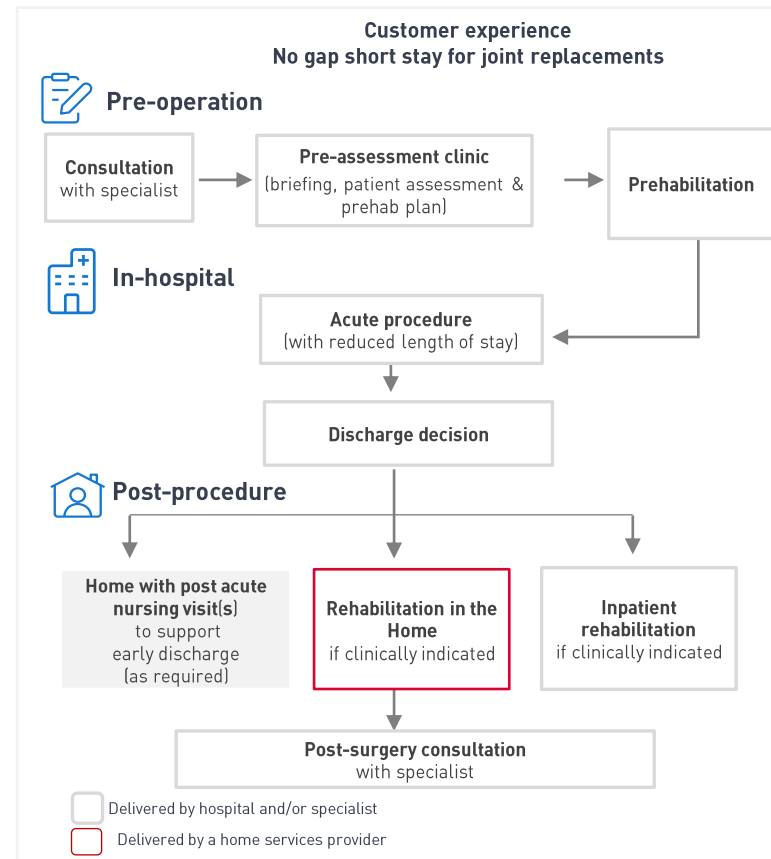 Customer experience
No gap short stay for joint replacements
Pre-operation
Consultation
with specialist
Pre-assessment clinic
(briefing, patient assessment &
prehab plan)
Prehabilitation
In-hospital
Acute procedure
(with reduced length of stay)
Discharge decision
Post-procedure
Home with post acute
nursing visit(s)
to support
early discharge
(as required)
Rehabilitation in the
Home
if clinically indicated
Inpatient
rehabilitation
if clinically indicated
Post-surgery consultation
with specialist
Delivered by hospital and/or specialist
Delivered by a home services provider